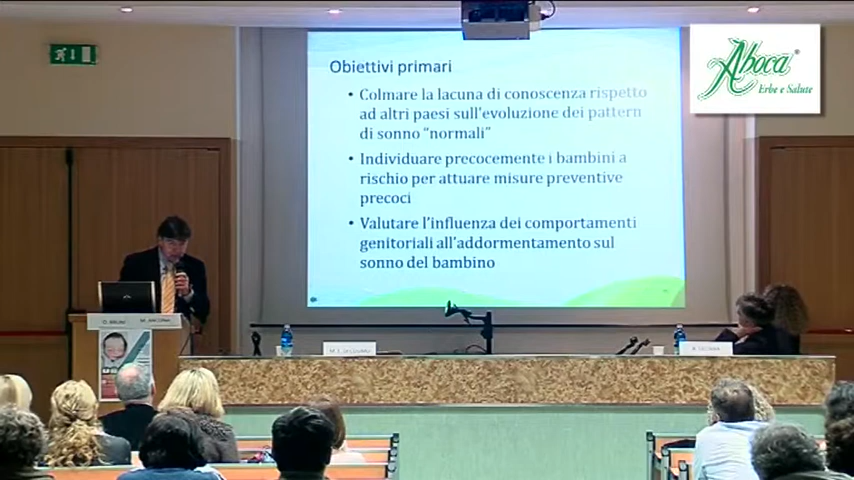 Obiettivi primari
• Colmare la lacuna di conoscenza rispetto
ad altri paesi sull'evoluzione dei pattern
di sonno "normali"
• Individuare precocemente i bambini a
rischio per attuare misure preventive
precoci
• Valutare l'influenza dei comportamenti
genitoriali all'addormentamento sul
sonno del bambino
Aboca®
Erbe e Salute
O. BRUNI
M. ANCONA